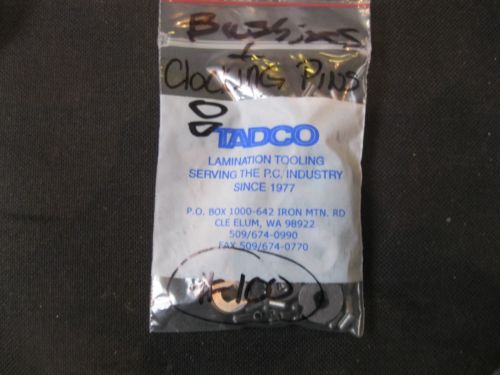 Bushings
+
Clocking Pins
TADCO
LAMINATION TOOLING
SERVING THE P.C. INDUSTRY
SINCE 1977
P.O. BOX 1000-642 IRON MTN. RD
CLE ELUM, WA 98922
509/674-0990
FAX 509/674-0770